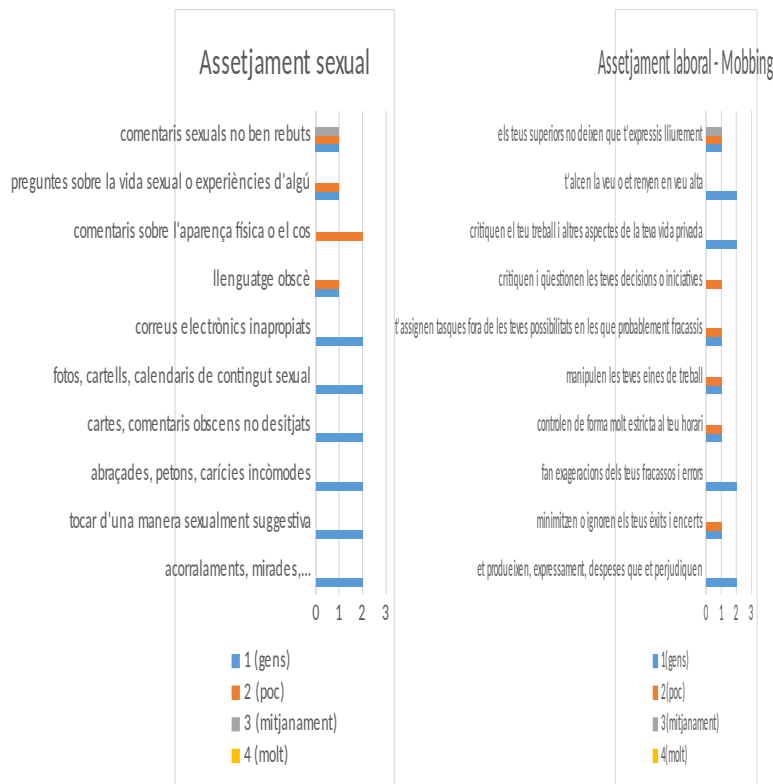 Assetjament sexual
comentaris sexuals no ben rebuts
preguntes sobre la vida sexual o experiències d'algú
comentaris sobre l'aparença física o el cos
llenguatge obscè
correus electrònics inapropiats
fotos, cartells, calendaris de contingut sexual
cartes, comentaris obscens no desitjats
abraçades, petons, carícies incòmodes
tocar d'una manera sexualment suggestiva
acorralaments, mirades,...
0 1 2 3
1 (gens)
2 (poc)
3 (mitjanament)
4 (molt)
Assetjament laboral - Mobbing
els teus superiors no deixen que t'expressis lliurement
t'alcen la veu o et renyen en veu alta
critiquen el teu treball i altres aspectes de la teva vida privada
critiquen i qüestionen les teves decisions o iniciatives
t'assignen tasques fora de les teves possibilitats en les que probablement fracassis
manipulen les teves eines de treball
controlen de forma molt estricta al teu horari
fan exageracions dels teus fracassos i errors
minimitzen o ignoren els teus èxits i encerts
et produeixen, expressament, despeses que et perjudiquen
0 1 2 3
1(gens)
2(poc)
3(mitjanament)
4(molt)